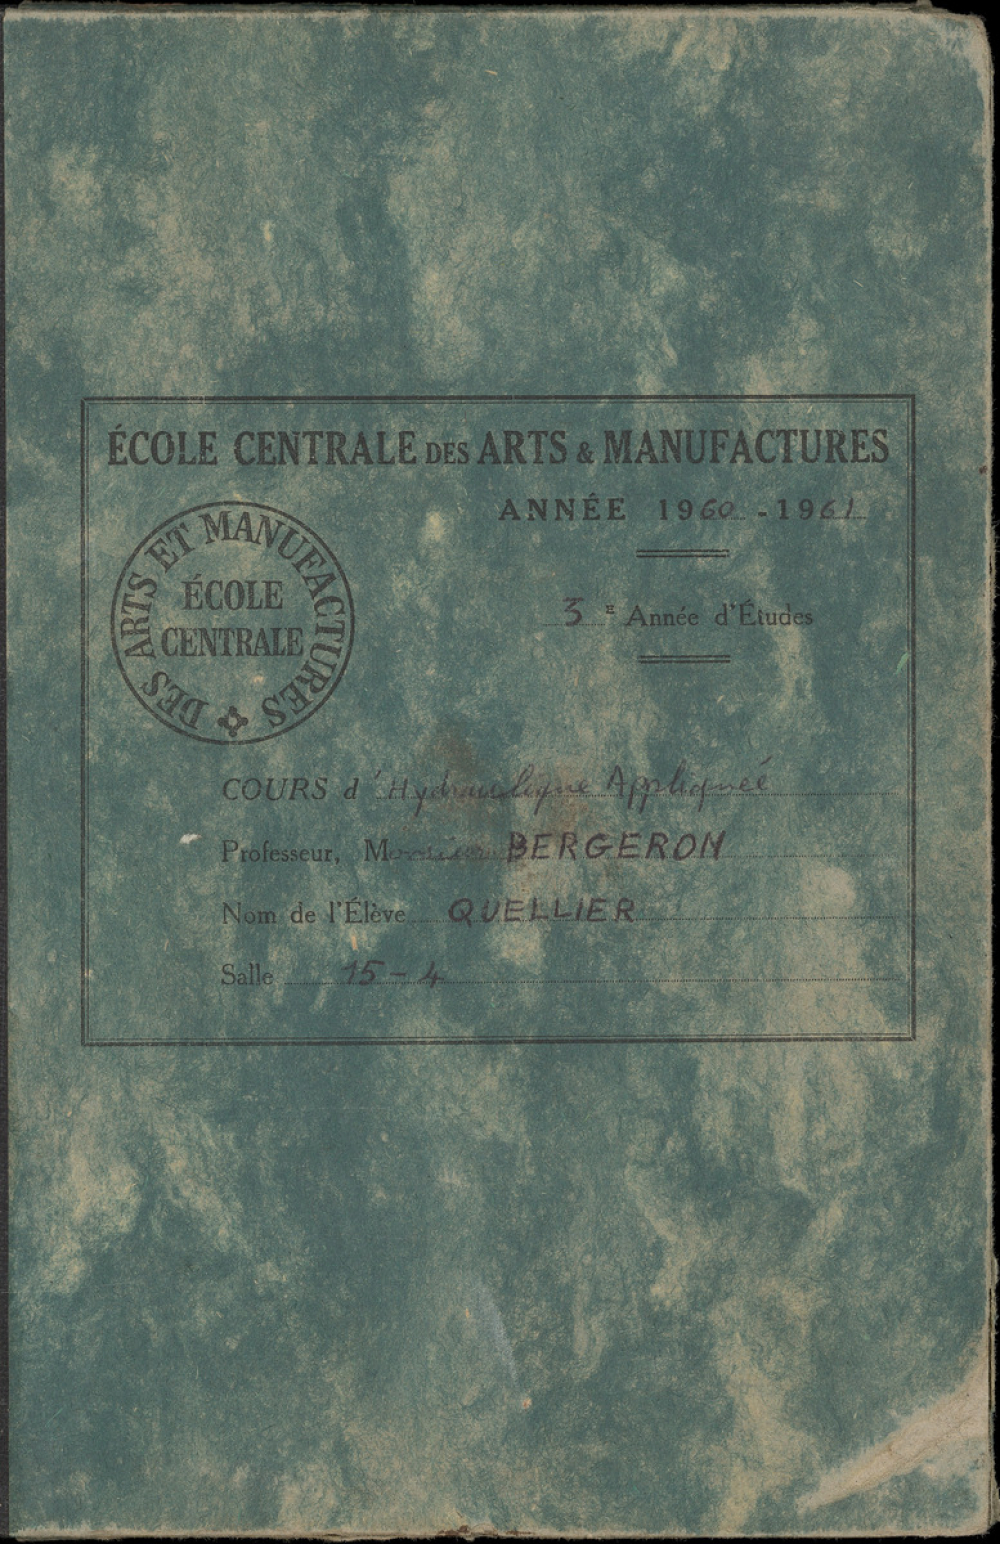 ÉCOLE CENTRALE DES ARTS & MANUFACTURES
ANNÉE 1960 - 1961
DES ARTS ET MANUFACTURES
ÉCOLE
CENTRALE
3 E Année d'Études
COURS d'Hydraulique Appliqueé
Professeur, Monsieur BERGERON
Nom de l'Élève QUELLIER
Salle 15-4